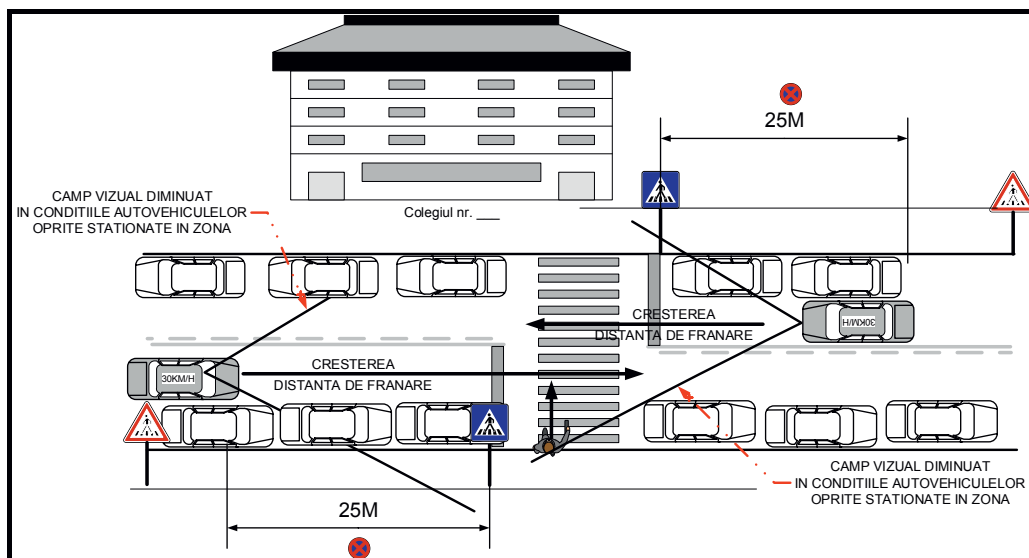 25M
CAMP VIZUAL DIMINUAT
IN CONDITIILE AUTOVEHICULELOR
OPRITE STATIONATE IN ZONA
Colegiul nr. ___
CRESTEREA
DISTANTA DE FRANARE
30KM/H
CRESTEREA
DISTANTA DE FRANARE
30KM/H
CAMP VIZUAL DIMINUAT
IN CONDITIILE AUTOVEHICULELOR
OPRITE STATIONATE IN ZONA
25M